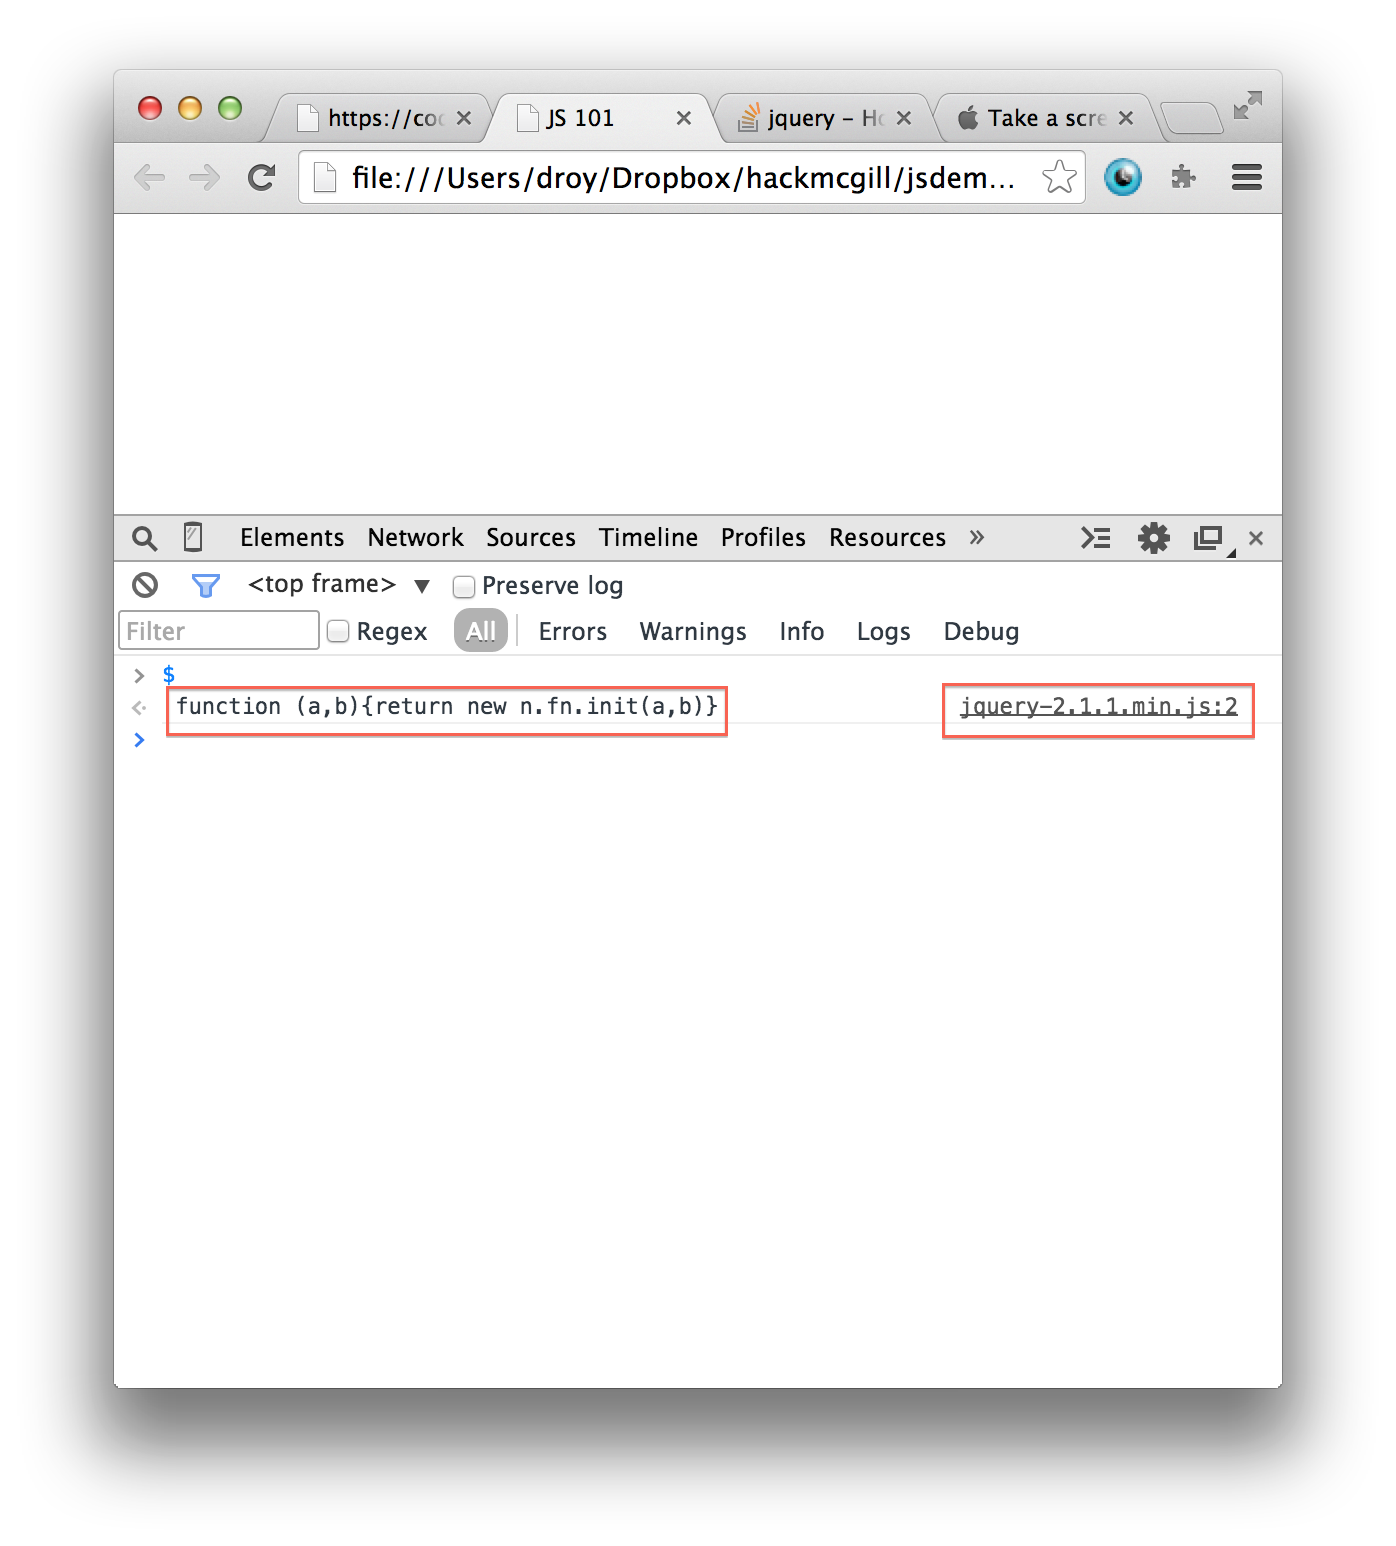 https://coc
JS 101
jquery – Ho
Take a scre
file:///Users/droy/Dropbox/hackmcgill/jsdem...
Elements Network Sources Timeline Profiles Resources »
<top frame> ▼ Preserve log
Filter Regex All Errors Warnings Info Logs Debug
> $
function (a,b){return new n.fn.init(a,b)} jquery-2.1.1.min.js:2
>